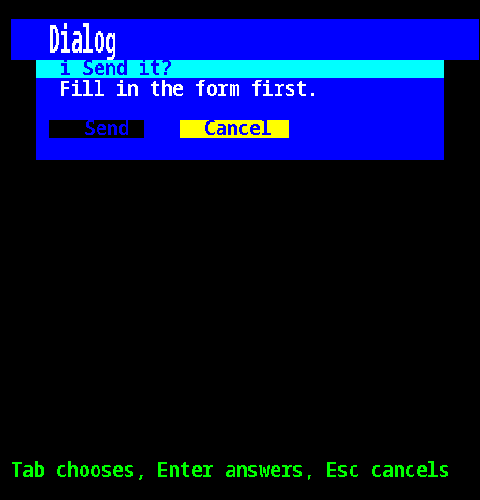 Dialog
i Send it?
Fill in the form first.
Send Cancel
Tab chooses, Enter answers, Esc cancels